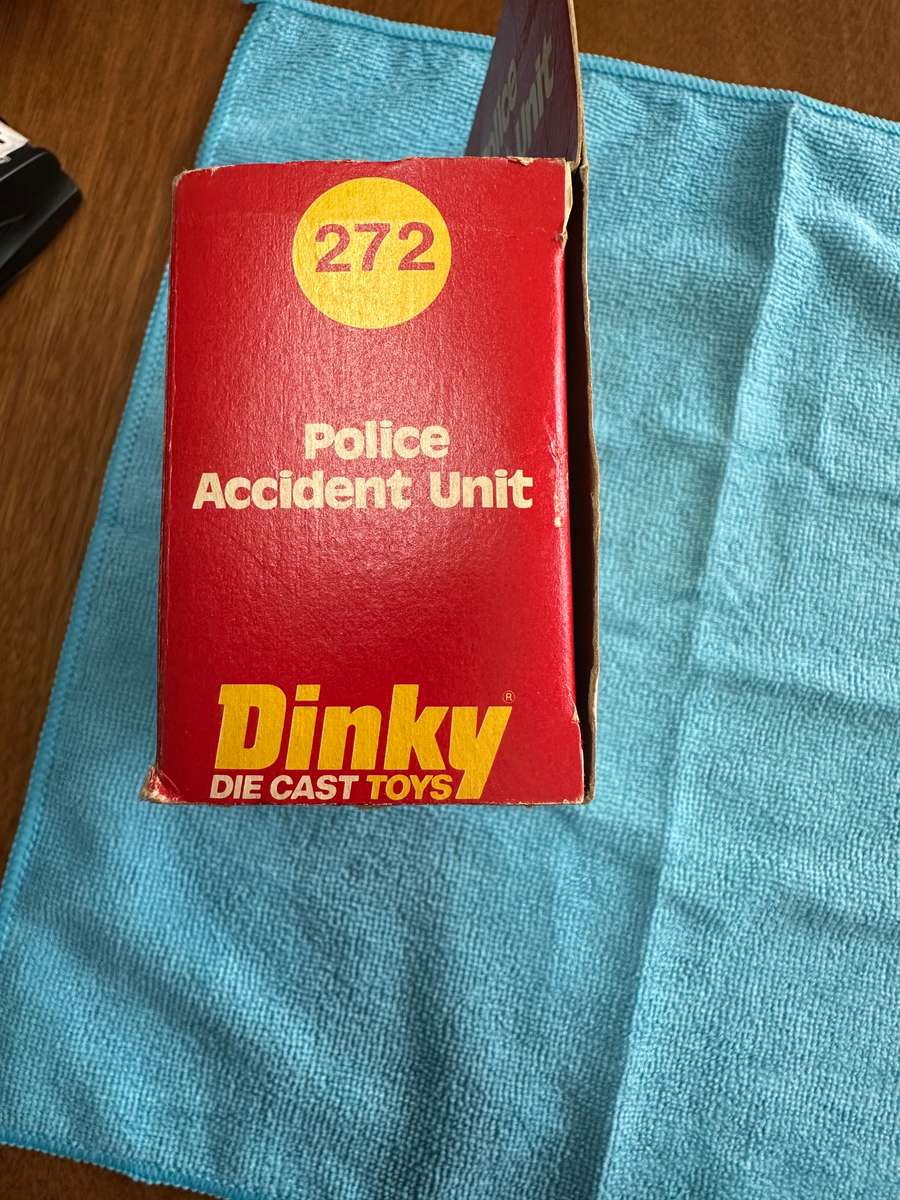 272
Police
Accident Unit
Dinky®
DIE CAST TOYS